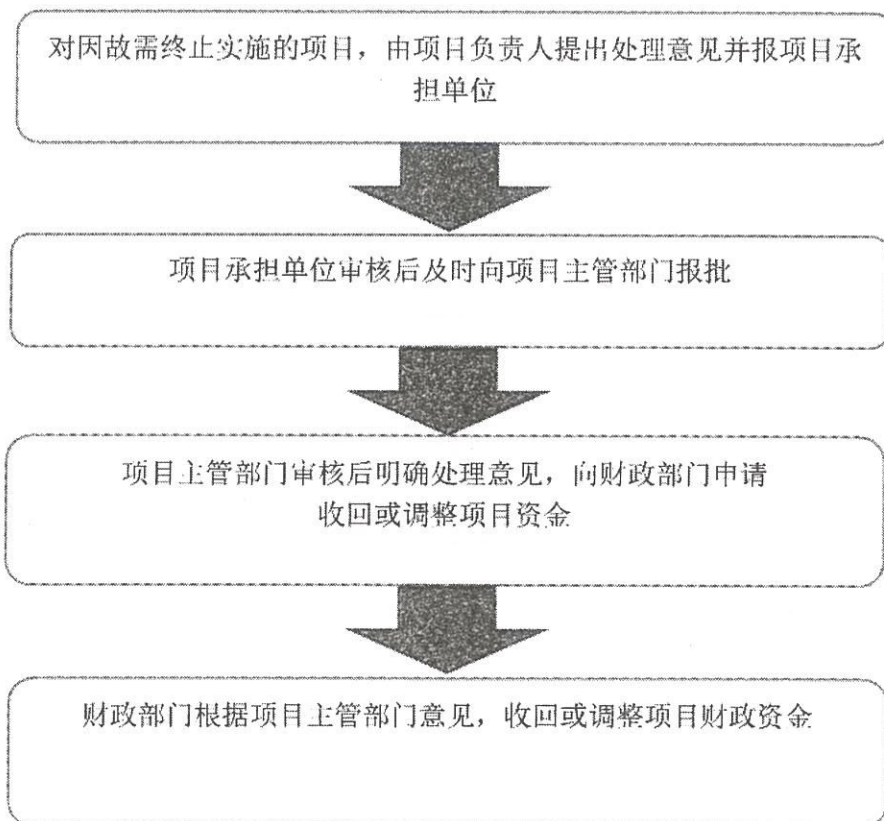 对因故需终止实施的项目，由项目负责人提出处理意见并报项目承
担单位
项目承担单位审核后及时向项目主管部门报批
项目主管部门审核后明确处理意见，向财政部门申请
收回或调整项目资金
财政部门根据项目主管部门意见，收回或调整项目财政资金